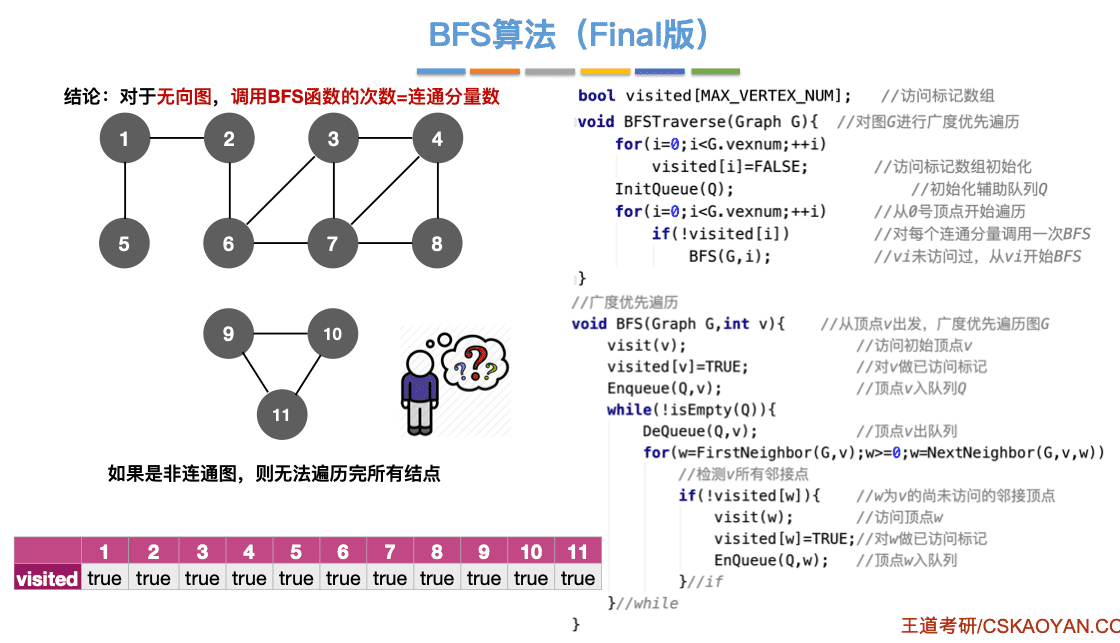 BFS算法（Final版）
结论：对于无向图，调用BFS函数的次数=连通分量数
1
2
3
4
5
6
7
8
9
10
11
???
如果是非连通图，则无法遍历完所有结点
1 2 3 4 5 6 7 8 9 10 11
visited true true true true true true true true true true true
bool visited[MAX_VERTEX_NUM]; //访问标记数组
void BFSTraverse(Graph G){ //对图G进行广度优先遍历
for(i=0;i<G.vexnum;++i)
visited[i]=FALSE; //访问标记数组初始化
InitQueue(Q); //初始化辅助队列Q
for(i=0;i<G.vexnum;++i) //从0号顶点开始遍历
if(!visited[i]) //对每个连通分量调用一次BFS
BFS(G,i); //vi未访问过，从vi开始BFS
}
//广度优先遍历
void BFS(Graph G,int v){ //从顶点v出发，广度优先遍历图G
visit(v); //访问初始顶点v
visited[v]=TRUE; //对v做已访问标记
Enqueue(Q,v); //顶点v入队列Q
while(!isEmpty(Q)){
DeQueue(Q,v); //顶点v出队列
for(w=FirstNeighbor(G,v);w>=0;w=NextNeighbor(G,v,w))
//检测v所有邻接点
if(!visited[w]){ //w为v的尚未访问的邻接顶点
visit(w); //访问顶点w
visited[w]=TRUE;//对w做已访问标记
EnQueue(Q,w); //顶点w入队列
}//if
}//while
}
王道考研/CSKAOYAN.CC